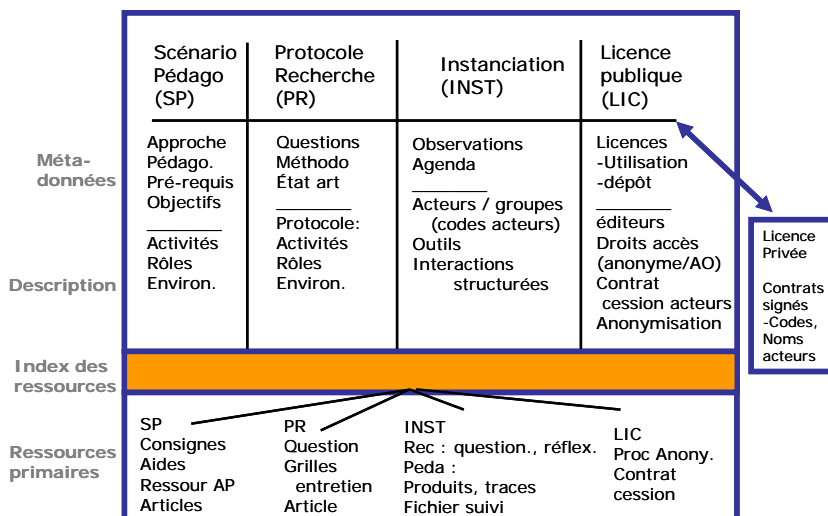 Scénario
Pédago
(SP)
Protocole
Recherche
(PR)
Instanciation
(INST)
Licence
publique
(LIC)
Méta-
données
Approche
Pédago.
Pré-requis
Objectifs
Questions
Méthodo
État art
Observations
Agenda
Licences
-Utilisation
-dépôt
Description
Activités
Rôles
Environ.
Protocole:
Activités
Rôles
Environ.
Acteurs / groupes
(codes acteurs)
Outils
Interactions
structurées
éditeurs
Droits accès
(anonyme/AO)
Contrat
cession acteurs
Anonymisation
Licence
Privée
Contrats
signés
-Codes,
Noms
acteurs
Index des
ressources
Ressources
primaires
SP
Consignes
Aides
Ressour AP
Articles
PR
Question
Grilles
entretien
Article
INST
Rec : question., réflex.
Peda :
Produits, traces
Fichier suivi
LIC
Proc Anony.
Contrat
cession